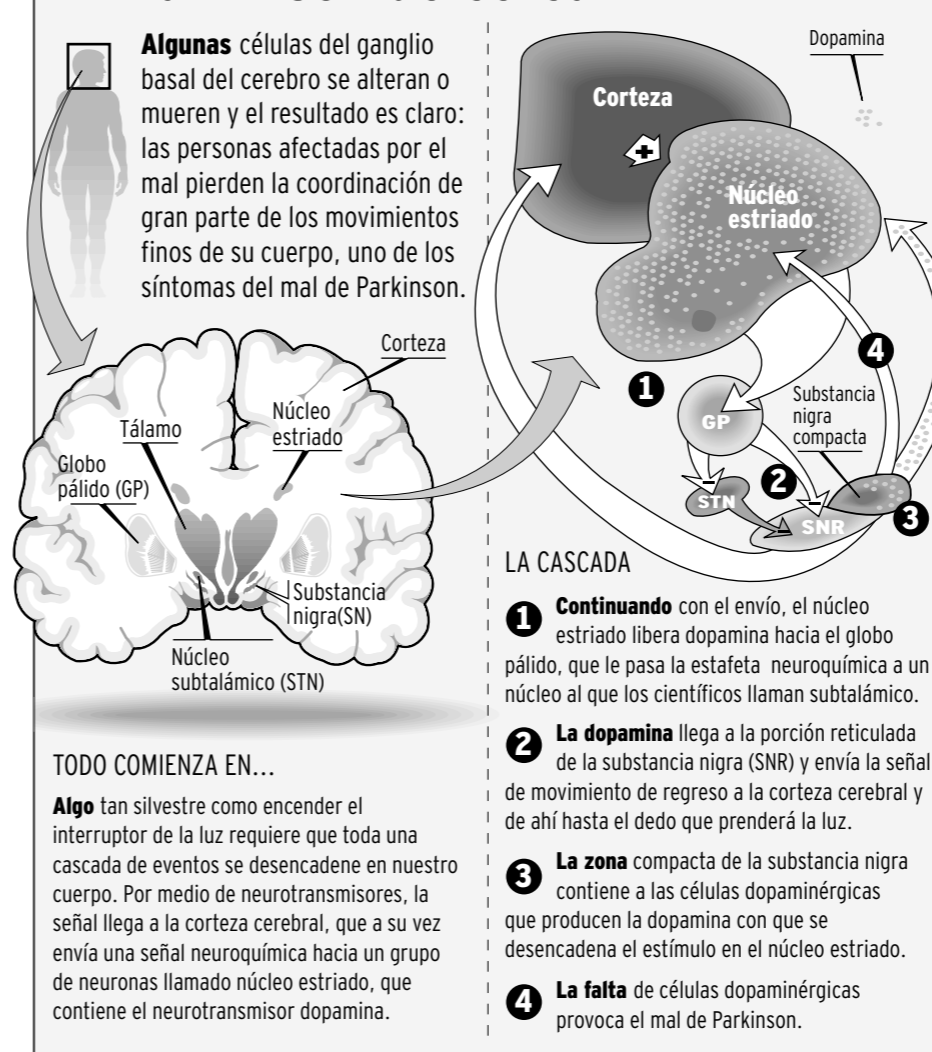 Algunas células del ganglio
basal del cerebro se alteran o
mueren y el resultado es claro:
las personas afectadas por el
mal pierden la coordinación de
gran parte de los movimientos
finos de su cuerpo, uno de los
síntomas del mal de Parkinson.
Corteza
Tálamo
Núcleo
estriado
Globo
pálido (GP)
Substancia
nigra(SN)
Núcleo
subtalámico (STN)
TODO COMIENZA EN...
Algo tan silvestre como encender el
interruptor de la luz requiere que toda una
cascada de eventos se desencadene en nuestro
cuerpo. Por medio de neurotransmisores, la
señal llega a la corteza cerebral, que a su vez
envía una señal neuroquímica hacia un grupo
de neuronas llamado núcleo estriado, que
contiene el neurotransmisor dopamina.
Dopamina
Corteza
+
Núcleo
estriado
4
1
GP
Substancia
nigra
compacta
-
2
-
STN
-
SNR
3
LA CASCADA
1 Continuando con el envío, el núcleo
estriado libera dopamina hacia el globo
pálido, que le pasa la estafeta neuroquímica a un
núcleo al que los científicos llaman subtalámico.
2 La dopamina llega a la porción reticulada
de la substancia nigra (SNR) y envía la señal
de movimiento de regreso a la corteza cerebral y
de ahí hasta el dedo que prenderá la luz.
3 La zona compacta de la substancia nigra
contiene a las células dopaminérgicas
que producen la dopamina con que se
desencadena el estímulo en el núcleo estriado.
4 La falta de células dopaminérgicas
provoca el mal de Parkinson.